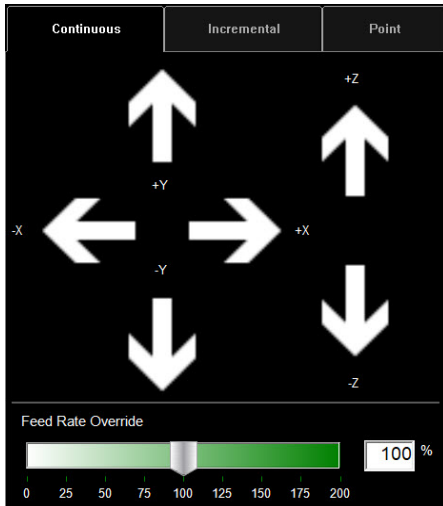 Continuous Incremental Point
+Z
+Y
-X +X
-Y
-Z
Feed Rate Override
100 %
0 25 50 75 100 125 150 175 200